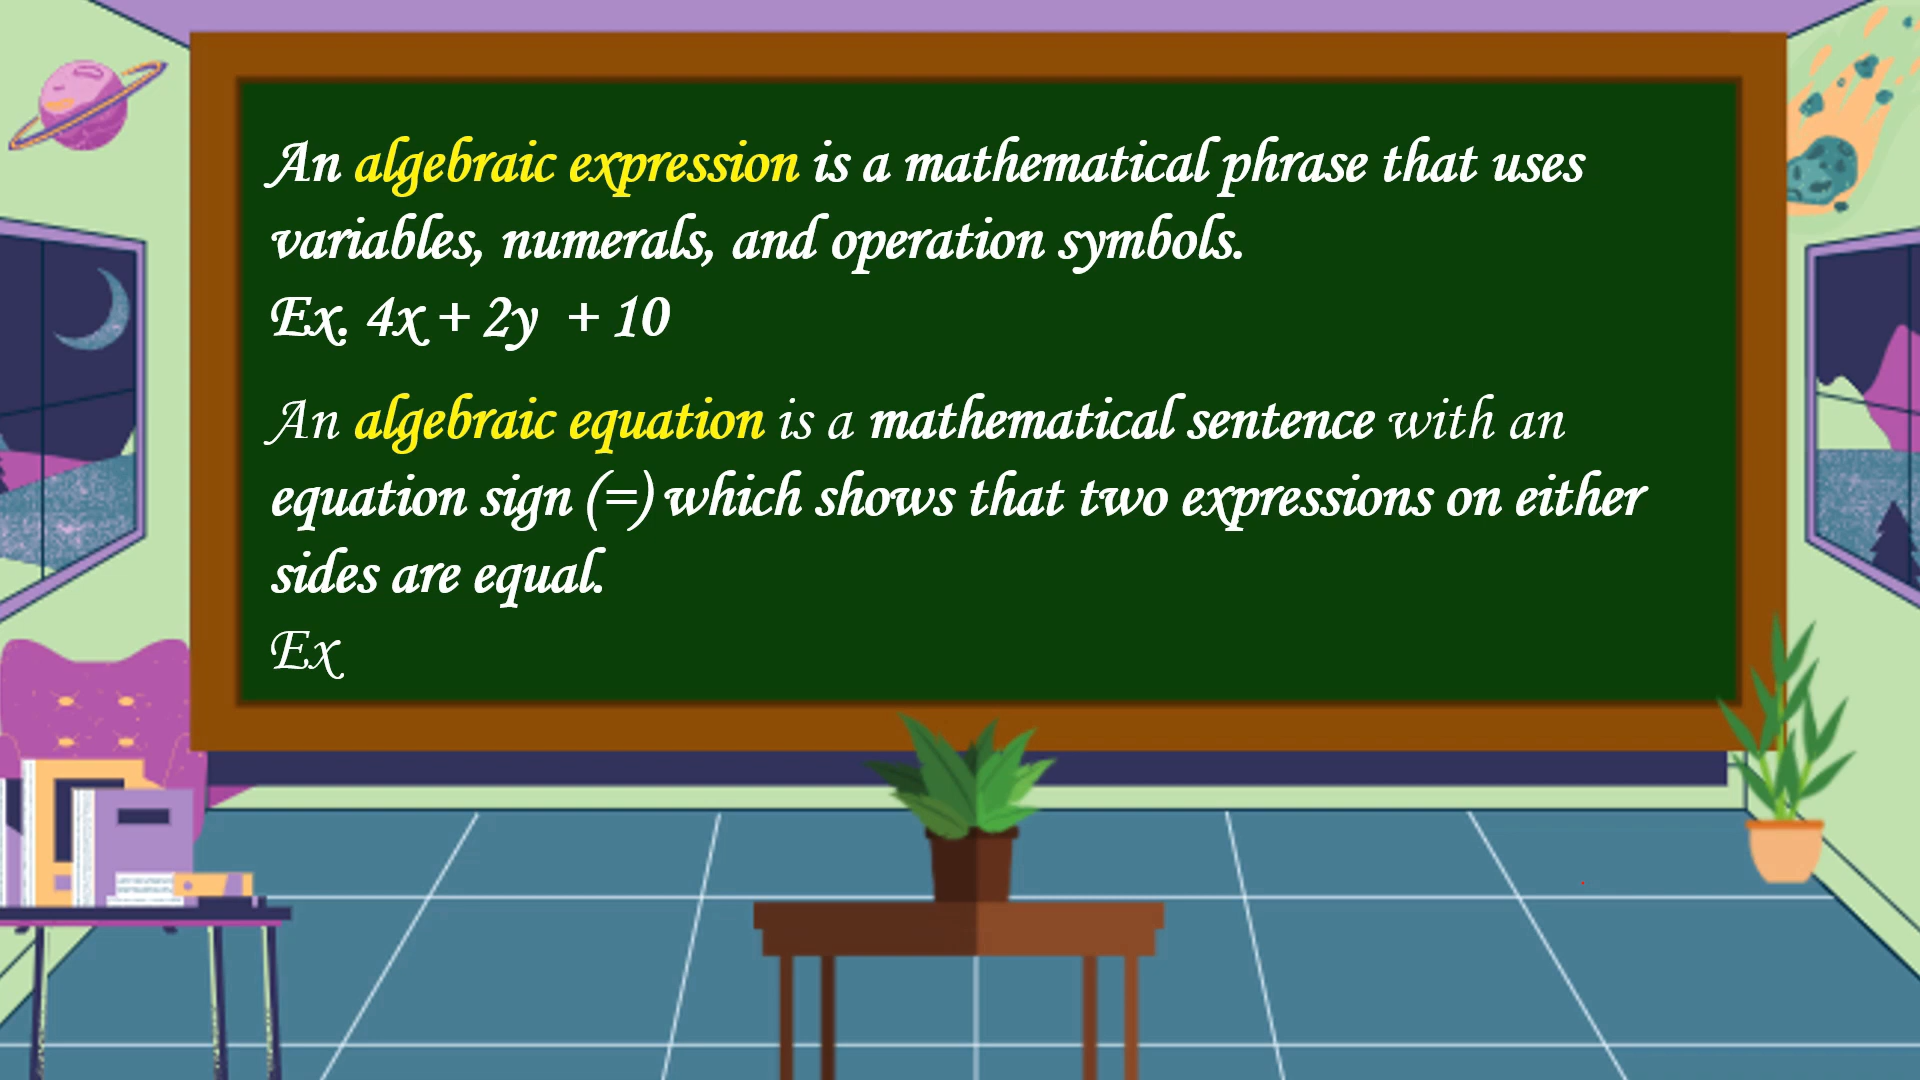 An algebraic expression is a mathematical phrase that uses
variables, numerals, and operation symbols.
Ex. 4x + 2y + 10
An algebraic equation is a mathematical sentence with an
equation sign (=) which shows that two expressions on either
sides are equal.
Ex